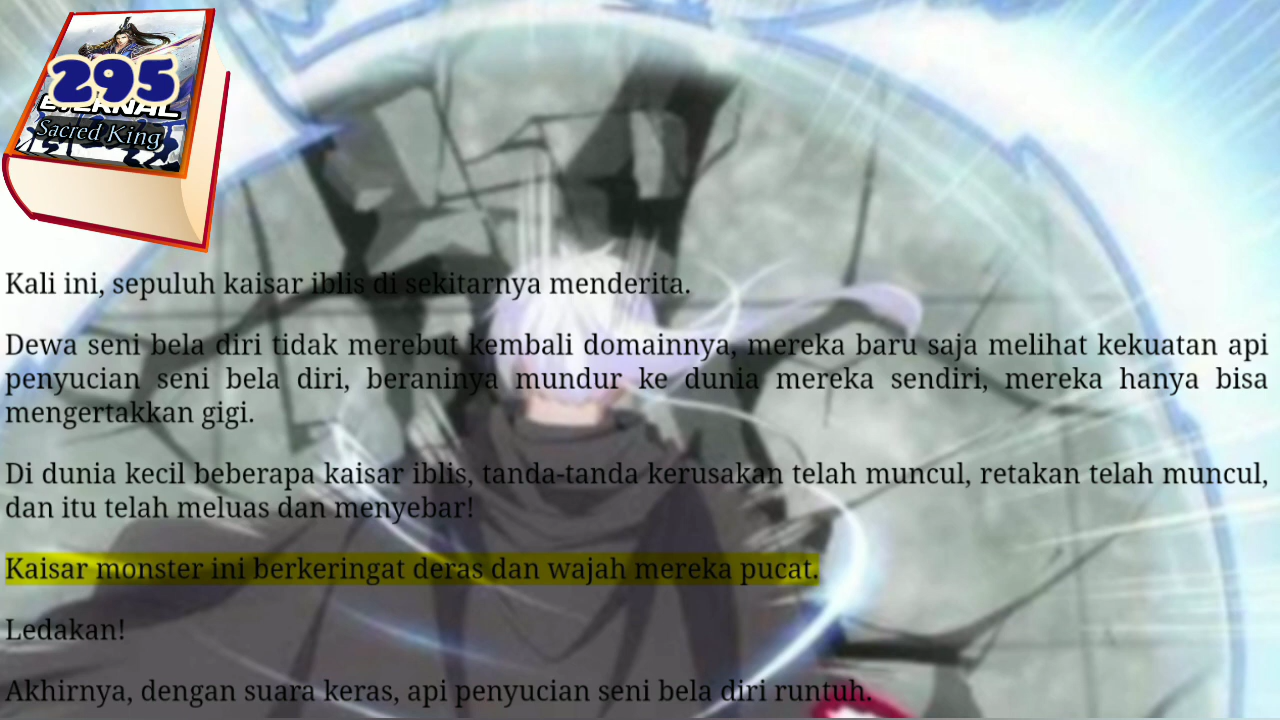 295
ETERNAL
Sacred King
Kali ini, sepuluh kaisar iblis di sekitarnya menderita.
Dewa seni bela diri tidak merebut kembali domainnya, mereka baru saja melihat kekuatan api
penyucian seni bela diri, beraninya mundur ke dunia mereka sendiri, mereka hanya bisa
mengertakkan gigi.
Di dunia kecil beberapa kaisar iblis, tanda-tanda kerusakan telah muncul, retakan telah muncul,
dan itu telah meluas dan menyebar!
Kaisar monster ini berkeringat deras dan wajah mereka pucat.
Ledakan!
Akhirnya, dengan suara keras, api penyucian seni bela diri runtuh.